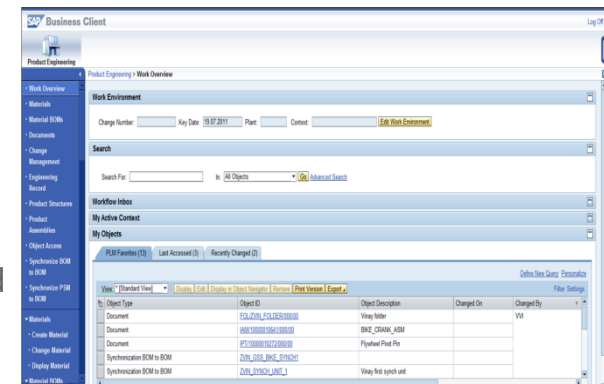 SAP Business Client
Log Off
Product Engineering
Product Engineering > Work Overview
Work Overview
Materials
Material BOMs
Documents
Change
Management
Engineering
Record
Product Structures
Product
Assemblies
Object Access
Synchronize BOM
to BOM
Synchronize PSM
to BOM
Materials
Create Material
Change Material
Display Material
Material BOMs
Work Environment
Change Number: Key Date: 19.07.2011 Plant: Context: Edit Work Environment
Search
Search For: In: All Objects Go Advanced Search
Workflow Inbox
My Active Context
My Objects
PLM Favorites (13) Last Accessed (3) Recently Changed (2)
Define New Query Personalize
View: * [Standard View] Display Edit Display in Object Navigator Remove Print Version Export Filter Settings
Object Type Object ID Object Description Changed On Changed By
Document FOL/ZVIN_FOLDER/000/00 Vinay folder VVI
Document IAM/10000010641/000/00 BIKE_CRANK_ASM
Document IPT/10000010272/000/00 Flywheel Pivot Pin
Synchronization BOM to BOM ZVIN_GSS_BIKE_SYNCH1
Synchronization BOM to BOM ZVIN_SYNCH_UNIT_1 Vinay first synch unit